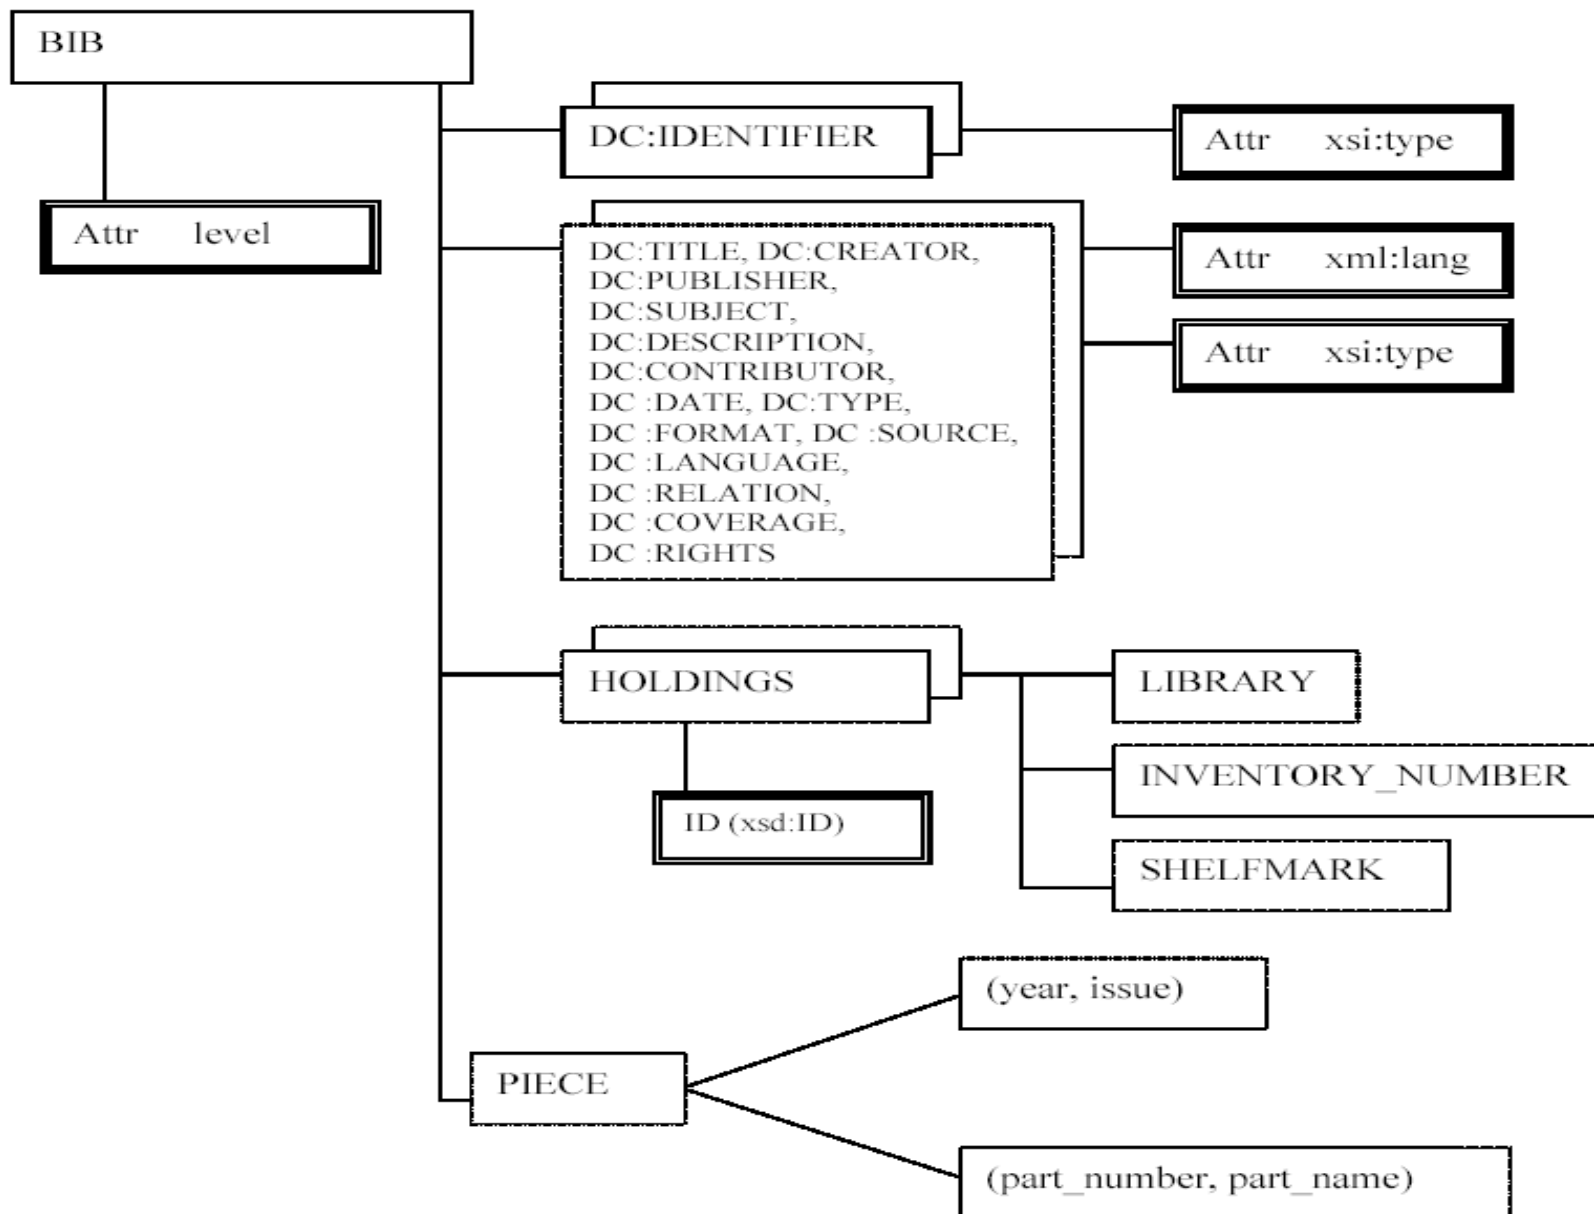 BIB
DC:IDENTIFIER
Attr xsi:type
Attr level
DC:TITLE, DC:CREATOR,
DC:PUBLISHER,
DC:SUBJECT,
DC:DESCRIPTION,
DC:CONTRIBUTOR,
DC :DATE, DC:TYPE,
DC :FORMAT, DC :SOURCE,
DC :LANGUAGE,
DC :RELATION,
DC :COVERAGE,
DC :RIGHTS
Attr xml:lang
Attr xsi:type
HOLDINGS
ID (xsd:ID)
LIBRARY
INVENTORY_NUMBER
SHELFMARK
PIECE
(year, issue)
(part_number, part_name)